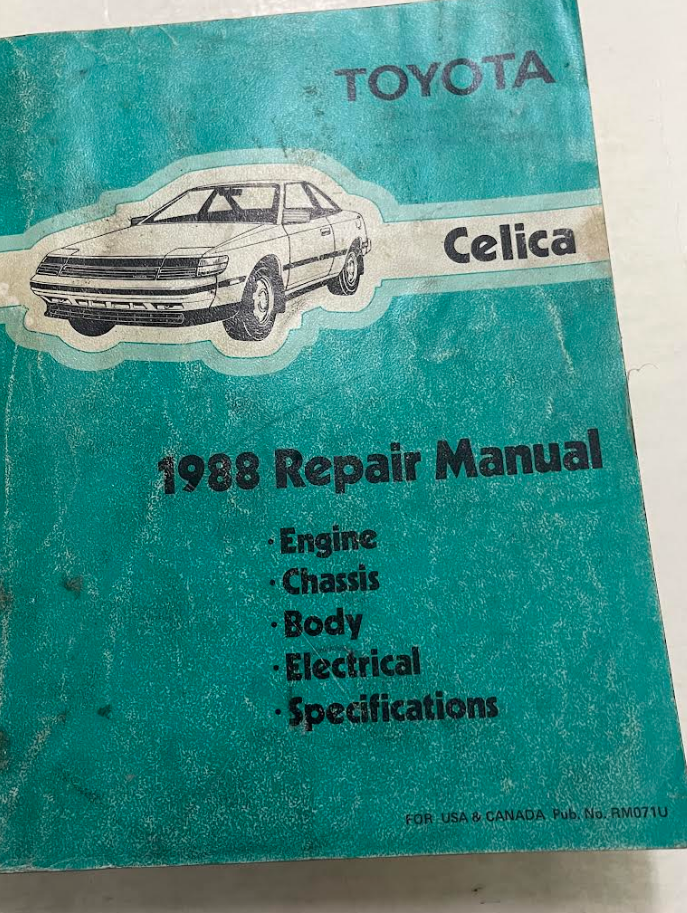 TOYOTA
Celica
1988 Repair Manual
· Engine
· Chassis
· Body
· Electrical
· Specifications
FOR USA & CANADA Pub. No. RM071U